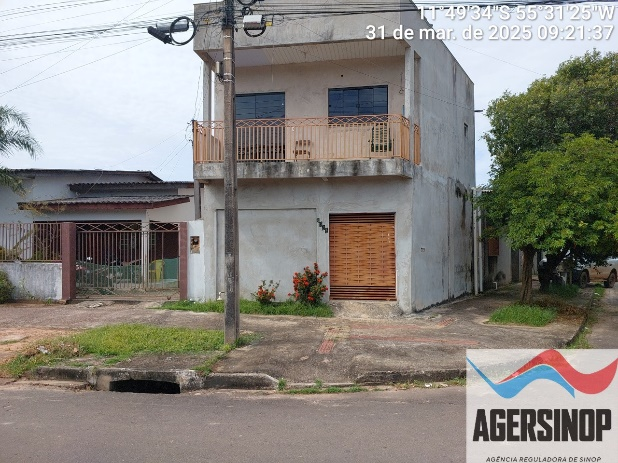 11°49'34"S 55°31'25"W
31 de mar. de 2025 09:21:37
AGERSINOP
AGÊNCIA REGULADORA DE SINOP